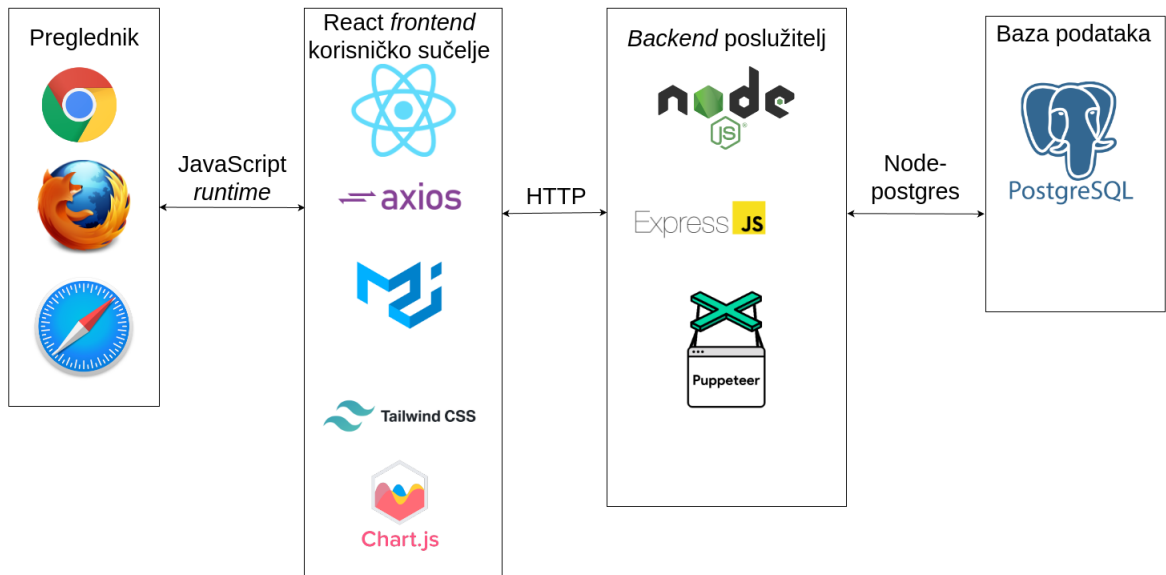 Preglednik
JavaScript
runtime
React frontend
korisničko sučelje
axios
Tailwind CSS
Chart.js
HTTP
Backend poslužitelj
node
JS®
Express JS
Puppeteer
Node-
postgres
Baza podataka
PostgreSQL